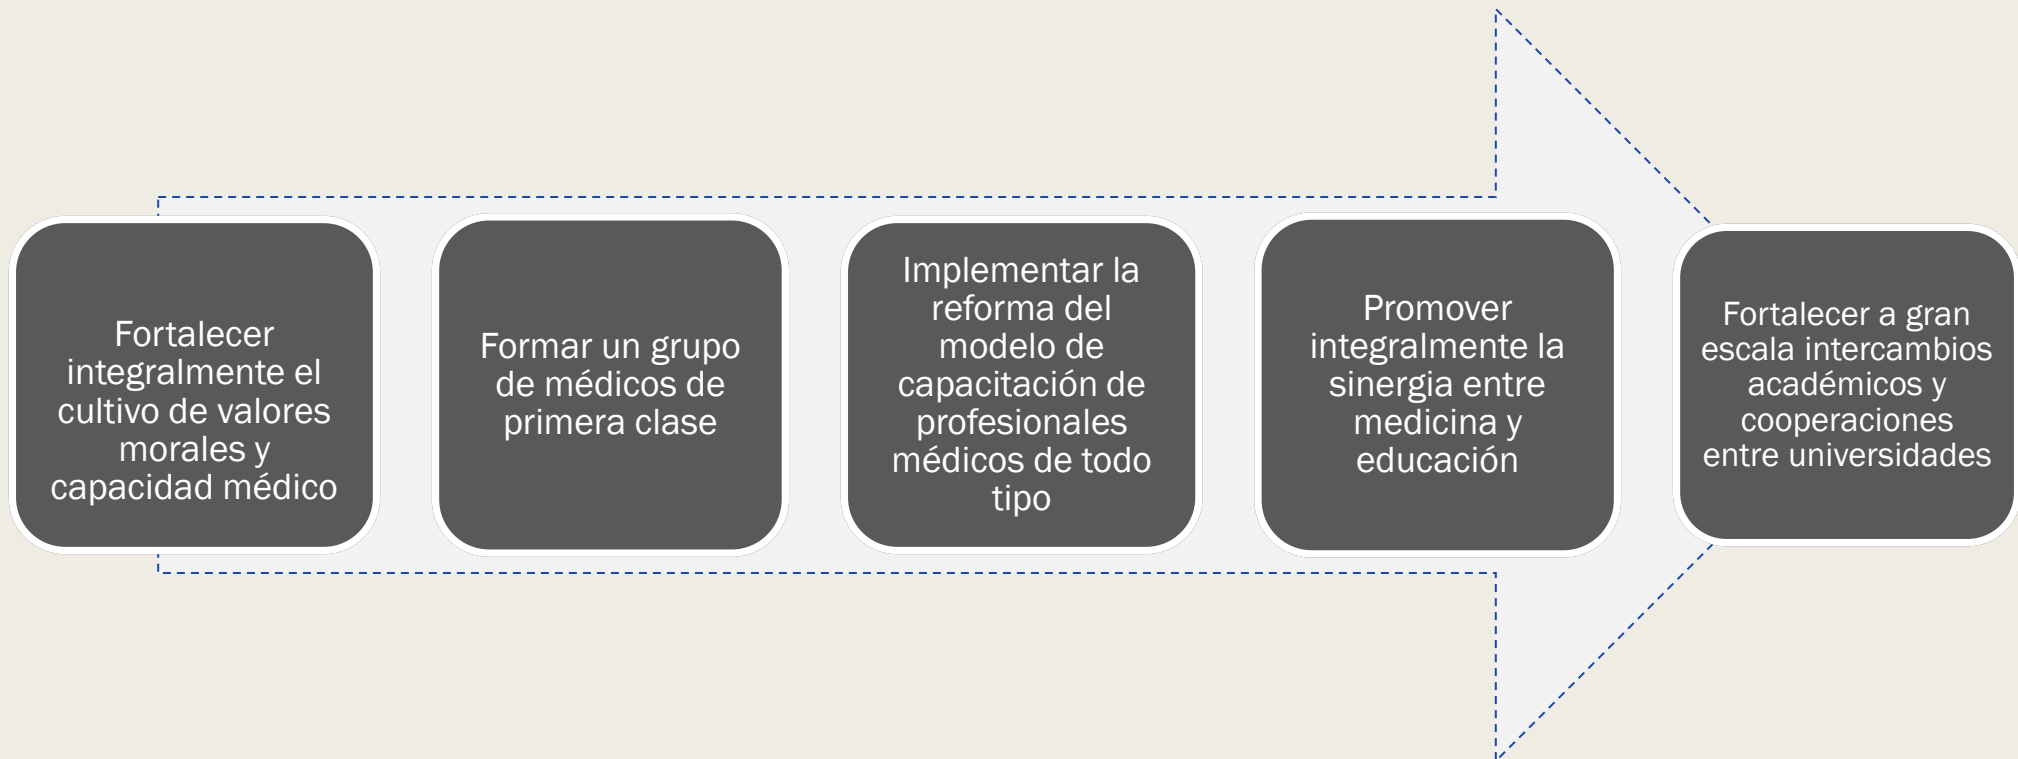 Fortalecer
integralmente el
cultivo de valores
morales y
capacidad médico
Formar un grupo
de médicos de
primera clase
Implementar la
reforma del
modelo de
capacitación de
profesionales
médicos de todo
tipo
Promover
integralmente la
sinergia entre
medicina y
educación
Fortalecer a gran
escala intercambios
académicos y
cooperaciones
entre universidades